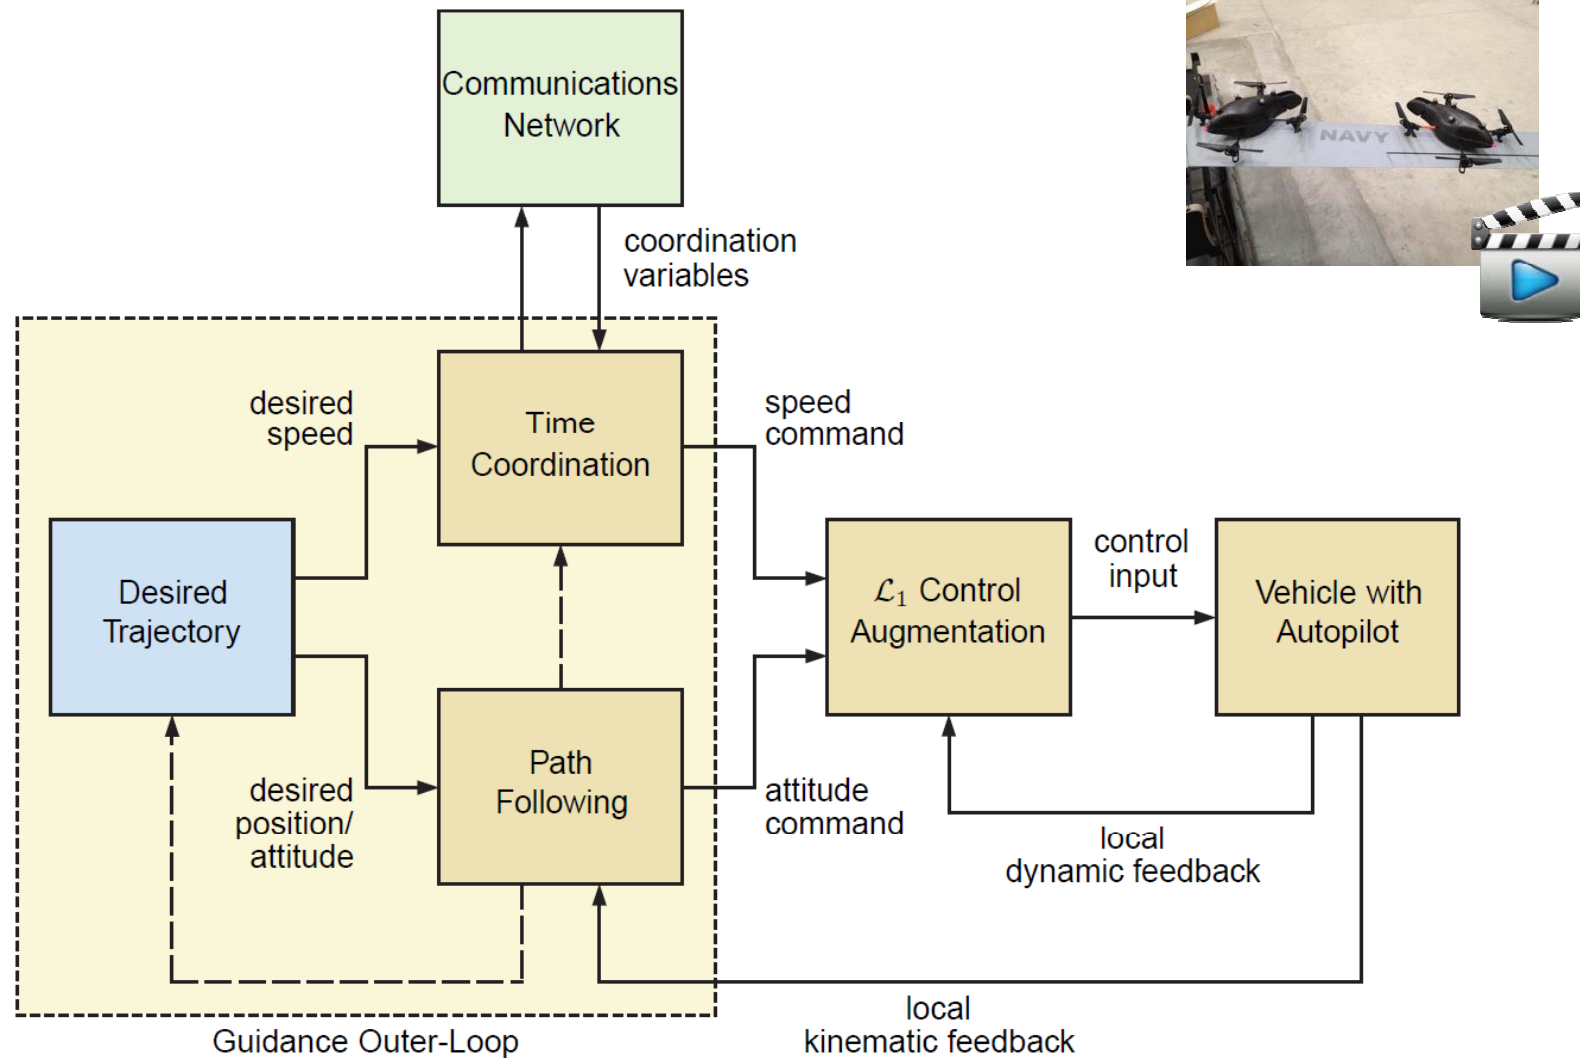 Communications
Network
NAVY
coordination
variables
desired
speed
Time
Coordination
speed
command
Desired
Trajectory
ℒ₁ Control
Augmentation
control
input
Vehicle with
Autopilot
Path
Following
desired
position/
attitude
attitude
command
local
dynamic feedback
local
kinematic feedback
Guidance Outer-Loop